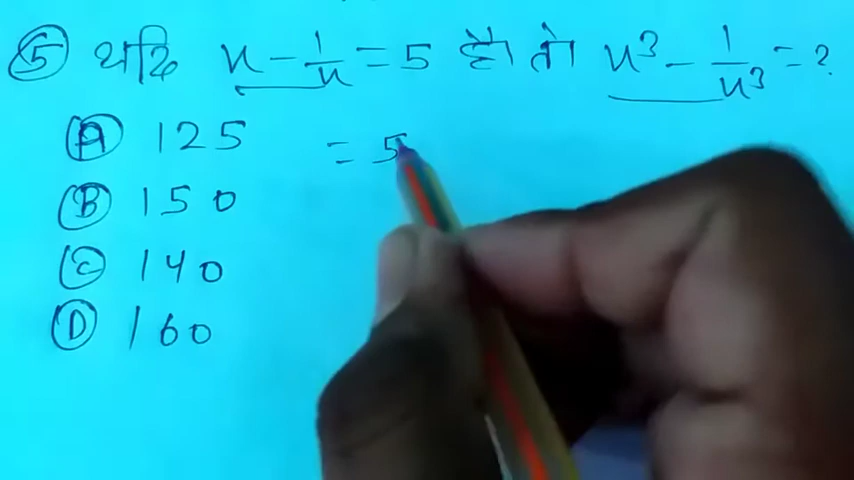 (5) यदि x - 1/x = 5 है। तो x³ - 1/x³ = ?
(A) 125
= 5
(B) 150
(C) 140
(D) 160